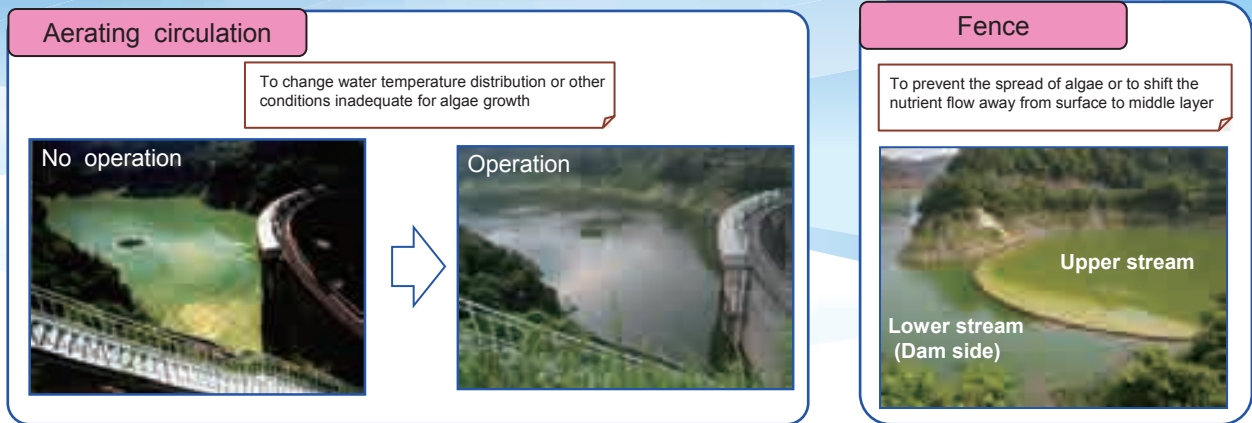 Aerating circulation
To change water temperature distribution or other
conditions inadequate for algae growth
No operation
Operation
Fence
To prevent the spread of algae or to shift the
nutrient flow away from surface to middle layer
Upper stream
Lower stream
(Dam side)